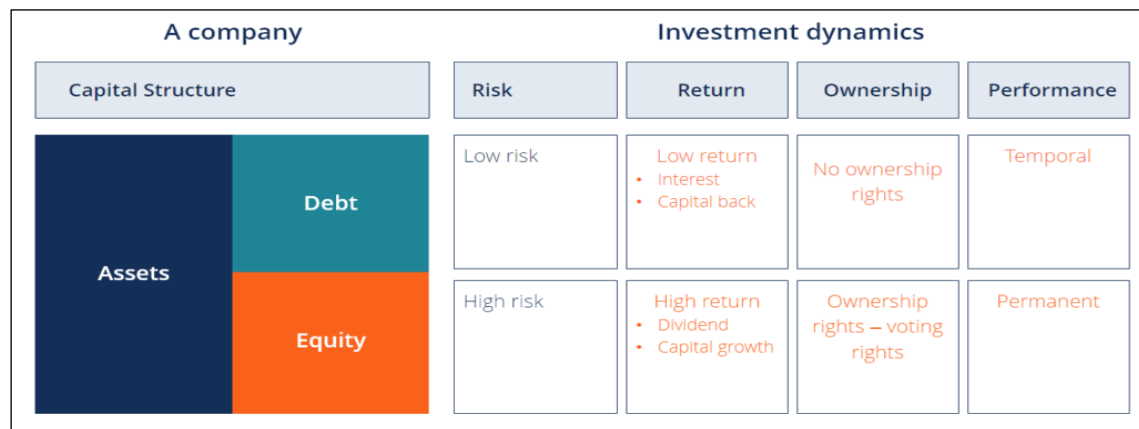 A company
Investment dynamics
Capital Structure
Risk
Return
Ownership
Performance
Assets
Debt
Equity
Low risk
Low return
• Interest
• Capital back
No ownership
rights
Temporal
High risk
High return
• Dividend
• Capital growth
Ownership
rights – voting
rights
Permanent